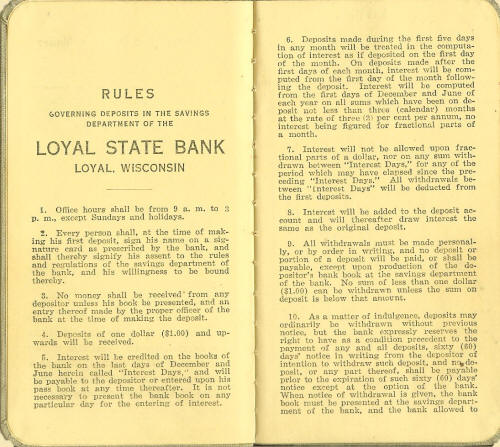 RULES
GOVERNING DEPOSITS IN THE SAVINGS
DEPARTMENT OF THE
LOYAL STATE BANK
LOYAL, WISCONSIN
1. Office hours shall be from 9 a. m. to 3
p. m., except Sundays and holidays.
2. Every person shall, at the time of mak-
ing his first deposit, sign his name on a sig-
nature card as prescribed by the bank, and
shall thereby signify his assent to the rules
and regulations of the savings department of
the bank, and his willingness to be bound
thereby.
3. No money shall be received from any
depositor unless his book be presented, and an
entry thereof made by the proper officer of the
bank at the time of making the deposit.
4. Deposits of one dollar ($1.00) and up-
wards will be received.
5. Interest will be credited on the books of
the bank on the last days of December and
June herein called "Interest Days," and will
be payable to the depositor or entered upon his
pass book at any time thereafter. It is not
necessary to present the bank book on any
particular day for entering of interest.
6. Deposits made during the first five days
in any month will be treated in the computa-
tion of interest as if deposited on the first day
of the month. On deposits made after the
first days of each month, interest will be com-
puted from the first day of the month follow-
ing the deposit. Interest will be computed
from the first days of December and June of
each year on all sums which have been on de-
posit not less than three (calendar) months
at the rate of three (2) per cent per annum, no
interest being figured for fractional parts of
a month.
7. Interest will not be allowed upon frac-
tional parts of a dollar, nor on any sum with-
drawn between "Interest Days," for any of the
period which may have elapsed since the pre-
ceding "Interest Days." All withdrawals be-
tween "Interest Days" will be deducted from
the first deposits.
8. Interest will be added to the deposit ac-
count and will thereafter draw interest the
same as the original deposit.
9. All withdrawals must be made personal-
ly, or by order in writing, and no deposit or
portion of a deposit will be paid, or shall be
payable, except upon production of the de-
positor's bank book at the savings department
of the bank. No sum of less than one dollar
($1.00) can be withdrawn unless the sum on
deposit is below that amount.
10. As a matter of indulgence, deposits may
ordinarily be withdrawn without previous
notice, but the bank expressly reserves the
right to have as a condition precedent to the
payment of any and all deposits, sixty (60)
days' notice in writing from the depositor of
intention to withdraw such deposit, and no de-
posit, or any part thereof, shall be payable
prior to the expiration of such sixty (60) days'
notice except at the option of the bank.
When notice of withdrawal is given, the bank
book must be presented at the savings depart-
ment of the bank, and the bank allowed to